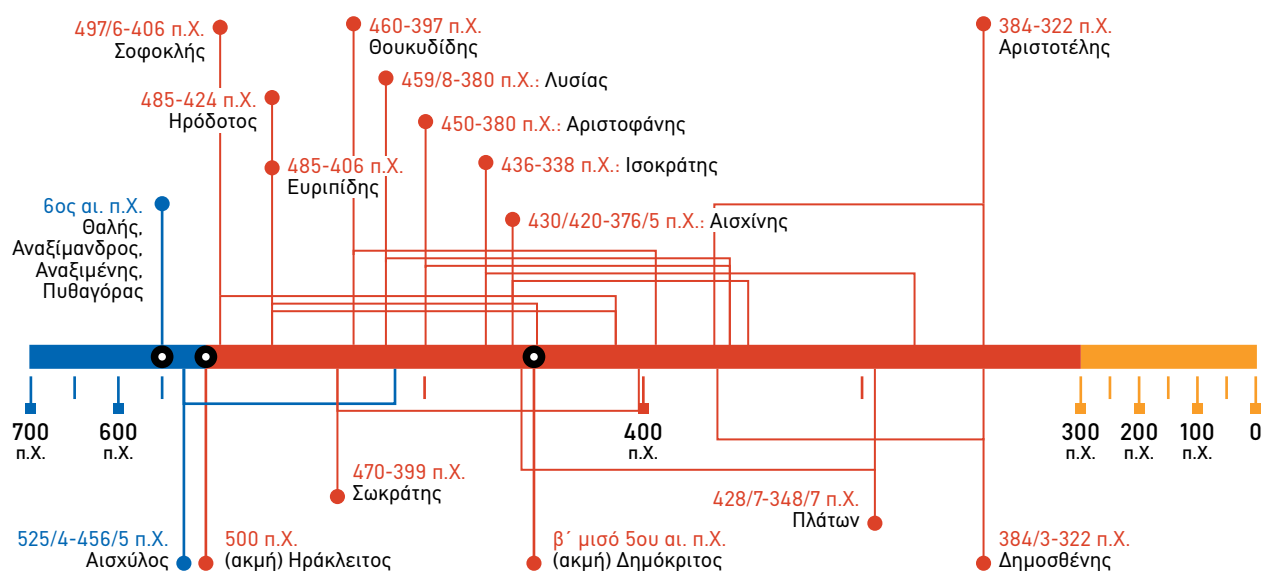 497/6-406 π.Χ.
Σοφοκλής
460-397 π.Χ.
Θουκυδίδης
384-322 π.Χ.
Αριστοτέλης
459/8-380 π.Χ.: Λυσίας
485-424 π.Χ.
Ηρόδοτος
450-380 π.Χ.: Αριστοφάνης
485-406 π.Χ.
Ευριπίδης
436-338 π.Χ.: Ισοκράτης
6ος αι. π.Χ.
Θαλής,
Αναξίμανδρος,
Αναξιμένης,
Πυθαγόρας
430/420-376/5 π.Χ.: Αισχίνης
700
π.Χ.
600
π.Χ.
400
π.Χ.
300
π.Χ.
200
π.Χ.
100
π.Χ.
0
470-399 π.Χ.
Σωκράτης
428/7-348/7 π.Χ.
Πλάτων
525/4-456/5 π.Χ.
Αισχύλος
500 π.Χ.
(ακμή) Ηράκλειτος
β΄ μισό 5ου αι. π.Χ.
(ακμή) Δημόκριτος
384/3-322 π.Χ.
Δημοσθένης